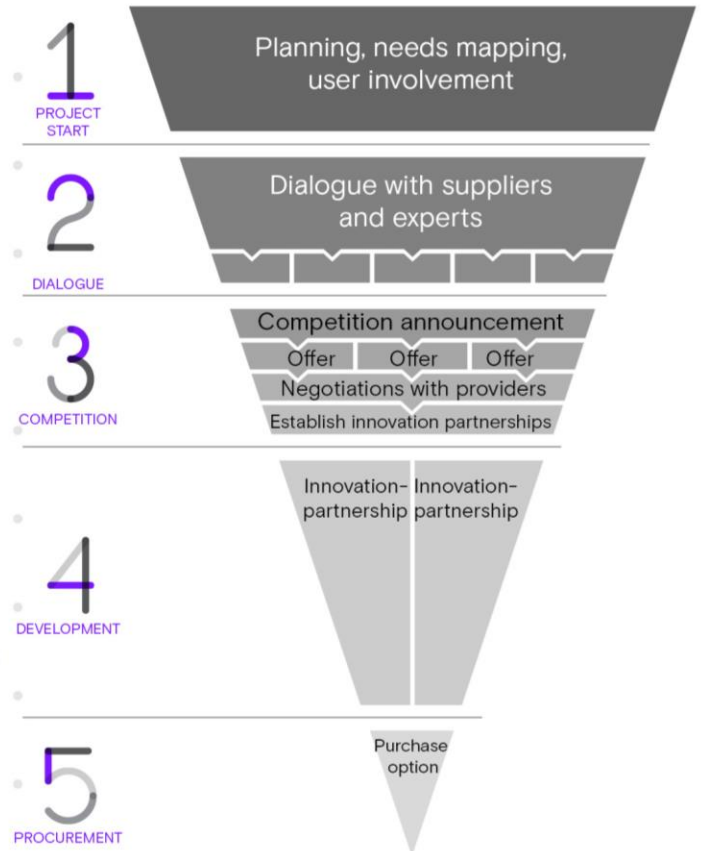 1
PROJECT
START
Planning, needs mapping,
user involvement
2
DIALOGUE
Dialogue with suppliers
and experts
3
COMPETITION
Competition announcement
Offer Offer Offer
Negotiations with providers
Establish innovation partnerships
4
DEVELOPMENT
Innovation-
partnership
Innovation-
partnership
5
PROCUREMENT
Purchase
option